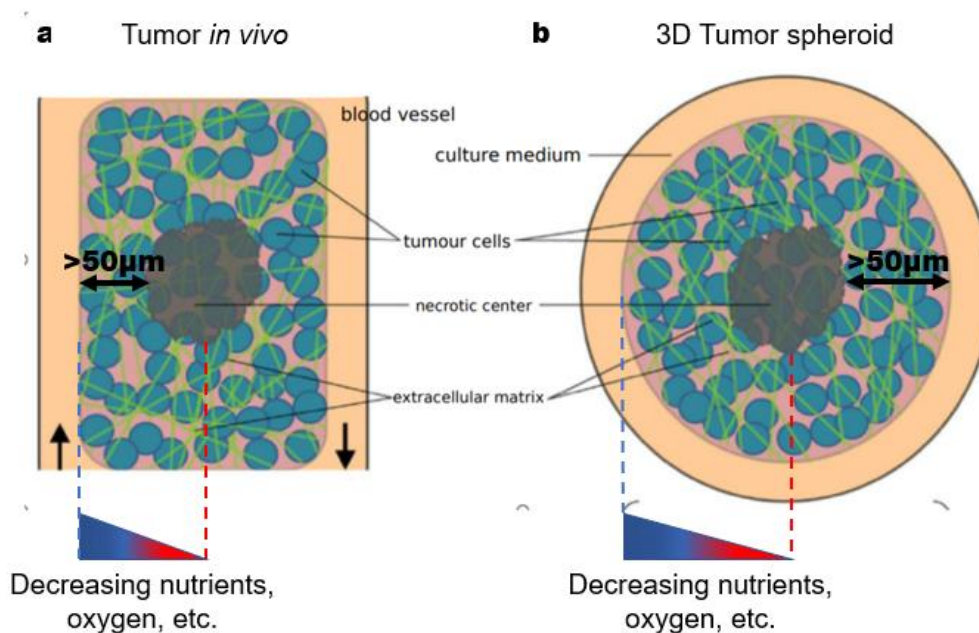 a Tumor in vivo
b 3D Tumor spheroid
blood vessel
culture medium
tumour cells
>50µm
>50µm
necrotic center
extracellular matrix
Decreasing nutrients,
oxygen, etc.
Decreasing nutrients,
oxygen, etc.